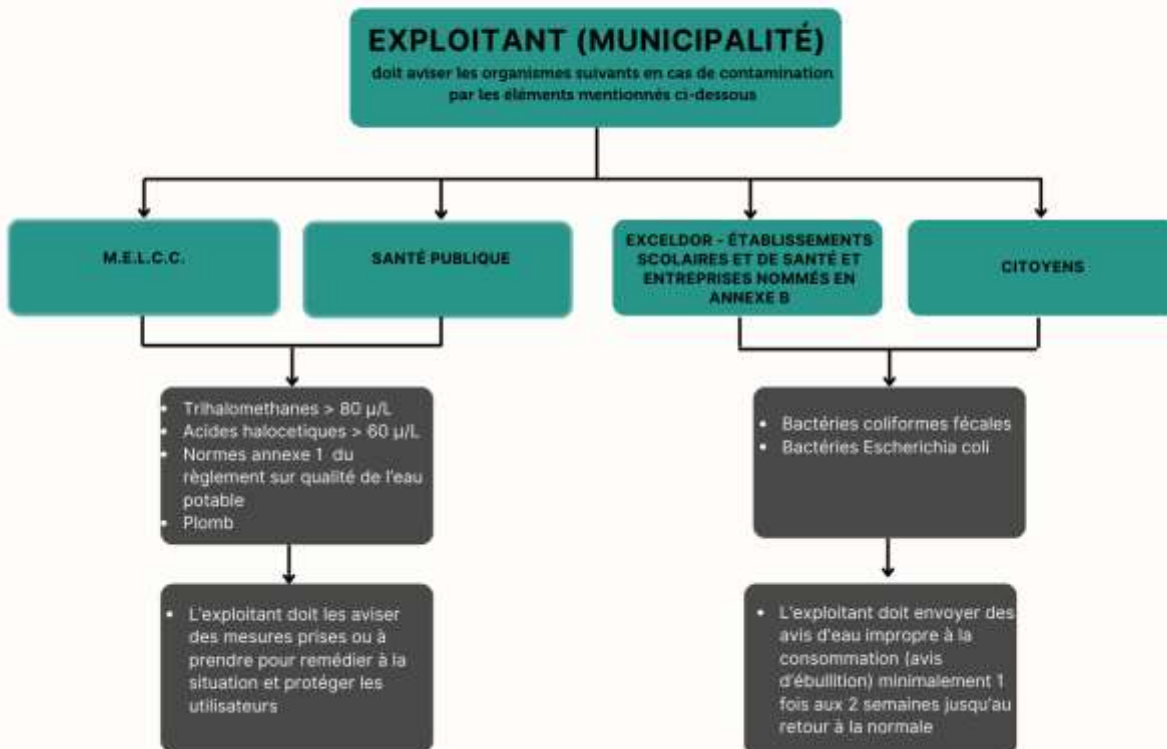 EXPLOITANT (MUNICIPALITÉ)
doit aviser les organismes suivants en cas de contamination
par les éléments mentionnés ci-dessous
M.E.L.C.C.
SANTÉ PUBLIQUE
EXCELDOR - ÉTABLISSEMENTS
SCOLAIRES ET DE SANTÉ ET
ENTREPRISES NOMMÉS EN
ANNEXE B
CITOYENS
• Trihalomethanes > 80 µ/L
• Acides halocetiques > 60 µ/L
• Normes annexe 1 du
règlement sur qualité de l'eau
potable
• Plomb
• Bactéries coliformes fécales
• Bactéries Escherichia coli
• L'exploitant doit les aviser
des mesures prises ou à
prendre pour remédier à la
situation et protéger les
utilisateurs
• L'exploitant doit envoyer des
avis d'eau impropre à la
consommation (avis
d'ébullition) minimalement 1
fois aux 2 semaines jusqu'au
retour à la normale